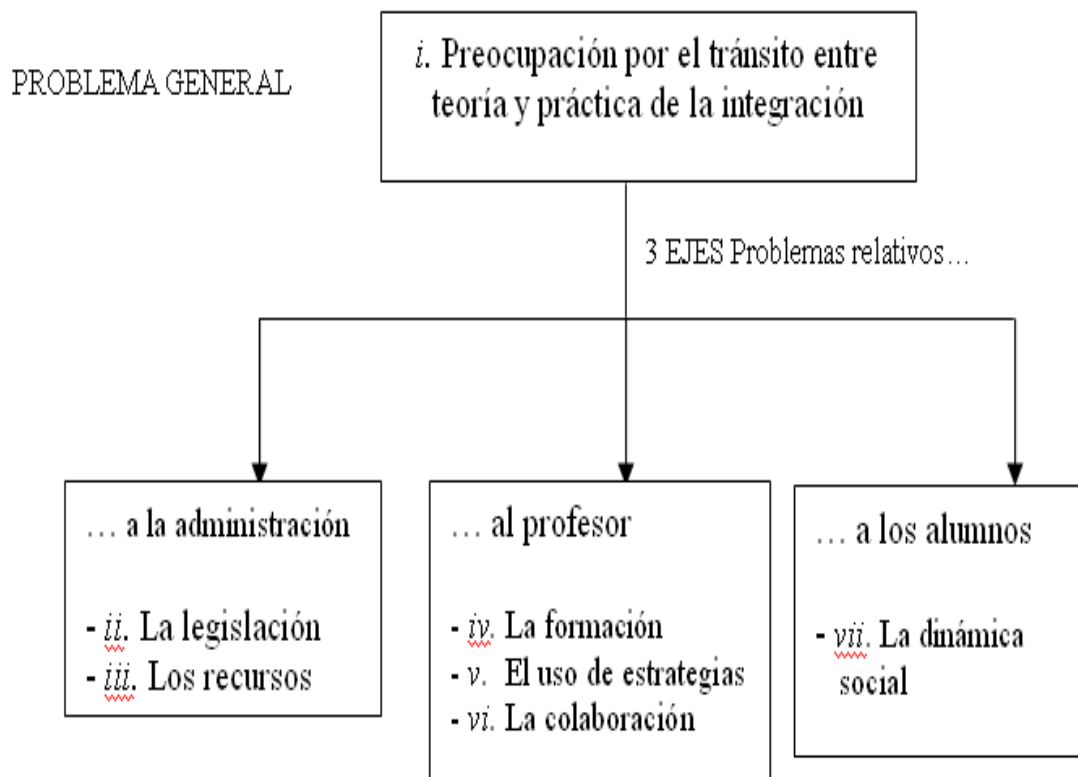 PROBLEMA GENERAL
i. Preocupación por el tránsito entre
teoría y práctica de la integración
3 EJES Problemas relativos…
… a la administración
- ii. La legislación
- iii. Los recursos
… al profesor
- iv. La formación
- v. El uso de estrategias
- vi. La colaboración
… a los alumnos
- vii. La dinámica
social